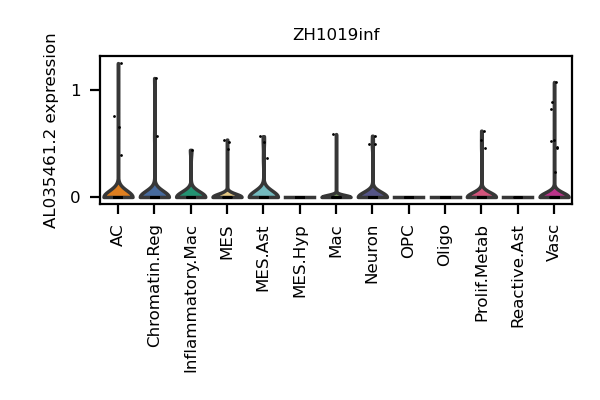 ZH1019inf
AL035461.2 expression
1
0
AC
Chromatin.Reg
Inflammatory.Mac
MES
MES.Ast
MES.Hyp
Mac
Neuron
OPC
Oligo
Prolif.Metab
Reactive.Ast
Vasc